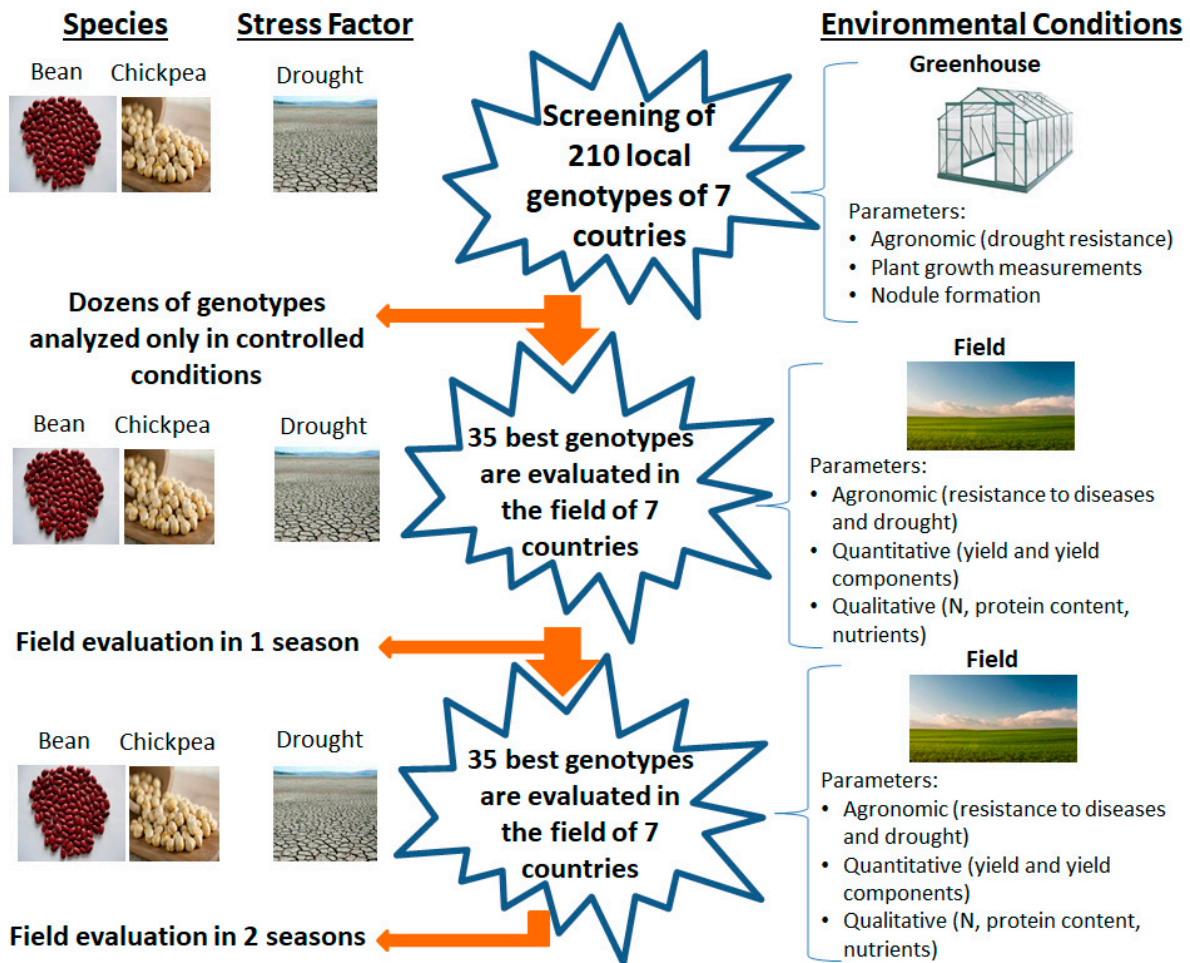 Species
Stress Factor
Environmental Conditions
Bean
Chickpea
Drought
Screening of
210 local
genotypes of 7
coutries
Greenhouse
Parameters:
• Agronomic (drought resistance)
• Plant growth measurements
• Nodule formation
Dozens of genotypes
analyzed only in controlled
conditions
Bean
Chickpea
Drought
35 best genotypes
are evaluated in
the field of 7
countries
Field
Parameters:
• Agronomic (resistance to diseases
and drought)
• Quantitative (yield and yield
components)
• Qualitative (N, protein content,
nutrients)
Field evaluation in 1 season
Bean
Chickpea
Drought
35 best genotypes
are evaluated in
the field of 7
countries
Field
Parameters:
• Agronomic (resistance to diseases
and drought)
• Quantitative (yield and yield
components)
• Qualitative (N, protein content,
nutrients)
Field evaluation in 2 seasons